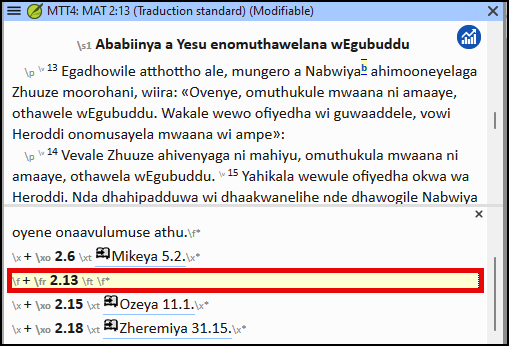 MTT4: MAT 2:13 (Traduction standard) (Modifiable)
\s1 Ababiinya a Yesu enomuthawelana wEgubuddu
\p \v 13 Egadhowile atthottho ale, mungero a Nabwiya b ahimooneyelaga
Zhuuze moorohani, wiira: «Ovenye, omuthukule mwaana ni amaaye,
othawele wEgubuddu. Wakale wewo ofiyedha wi guwaaddele, vowi
Heroddi onomusayela mwaana wi ampe»:
\p \v 14 Vevale Zhuuze ahivenyaga ni mahiyu, omuthukula mwaana ni
amaaye, othawela wEgubuddu. \v 15 Yahikala wewule ofiyedha okwa wa
Heroddi. Nda dhahipadduwa wi dhaakwanelihe nde dhawogile Nabwiya
oyene onaavulumuse athu.\f*
\x + \xo 2.6 \xt Mikeya 5.2.\x*
\f + \fr 2.13 \ft \f*
\x + \xo 2.15 \xt Ozeya 11.1.\x*
\x + \xo 2.18 \xt Zheremiya 31.15.\x*